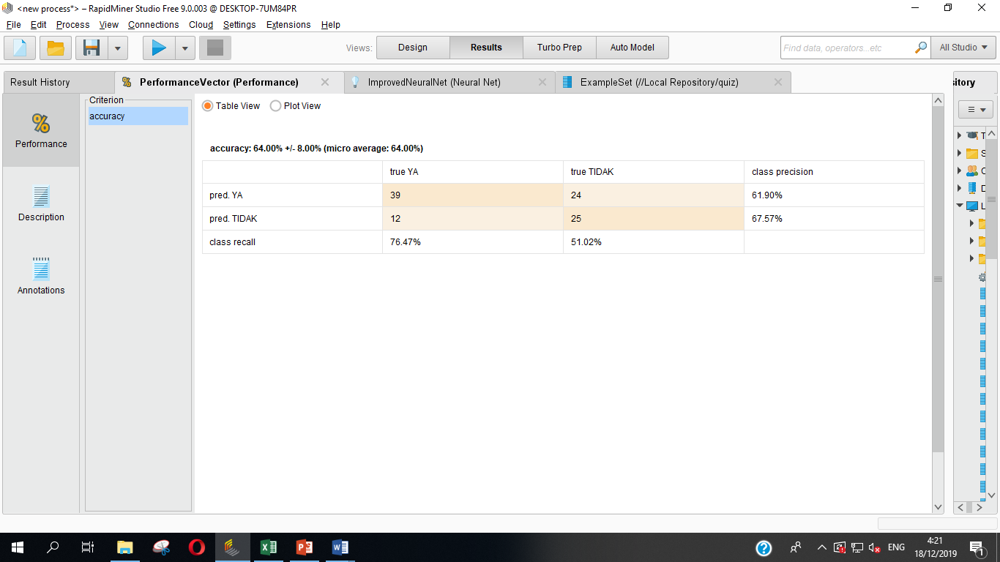 <new process*> – RapidMiner Studio Free 9.0.003 @ DESKTOP-7UM84PR
File Edit Process View Connections Cloud Settings Extensions Help
Views: Design Results Turbo Prep Auto Model Find data, operators...etc All Studio
Result History PerformanceVector (Performance) ImprovedNeuralNet (Neural Net) ExampleSet (//Local Repository/quiz)
Criterion
accuracy
Performance
Description
Annotations
Table View Plot View
accuracy: 64.00% +/- 8.00% (micro average: 64.00%)
true YA true TIDAK class precision
pred. YA 39 24 61.90%
pred. TIDAK 12 25 67.57%
class recall 76.47% 51.02%
ENG
4:21
18/12/2019
1